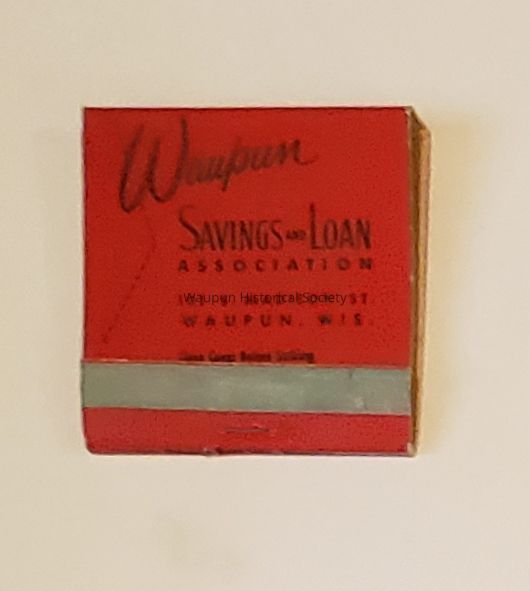 Waupun
SAVINGS AND LOAN
ASSOCIATION
Waupun Historical Society
WAUPUN, WIS.
Close Cover Before Striking